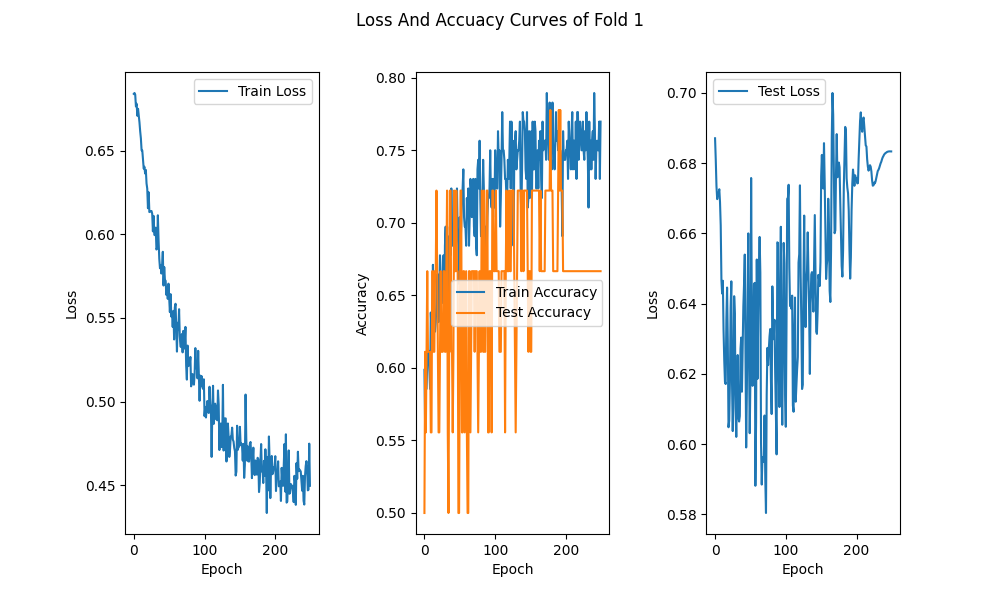 Loss And Accuacy Curves of Fold 1
Train Loss
0.65
0.60
0.55
0.50
0.45
Loss
0
100
200
Epoch
0.80
0.75
0.70
0.65
0.60
0.55
0.50
Accuracy
Train Accuracy
Test Accuracy
0
100
200
Epoch
Test Loss
0.70
0.68
0.66
0.64
0.62
0.60
0.58
Loss
0
100
200
Epoch